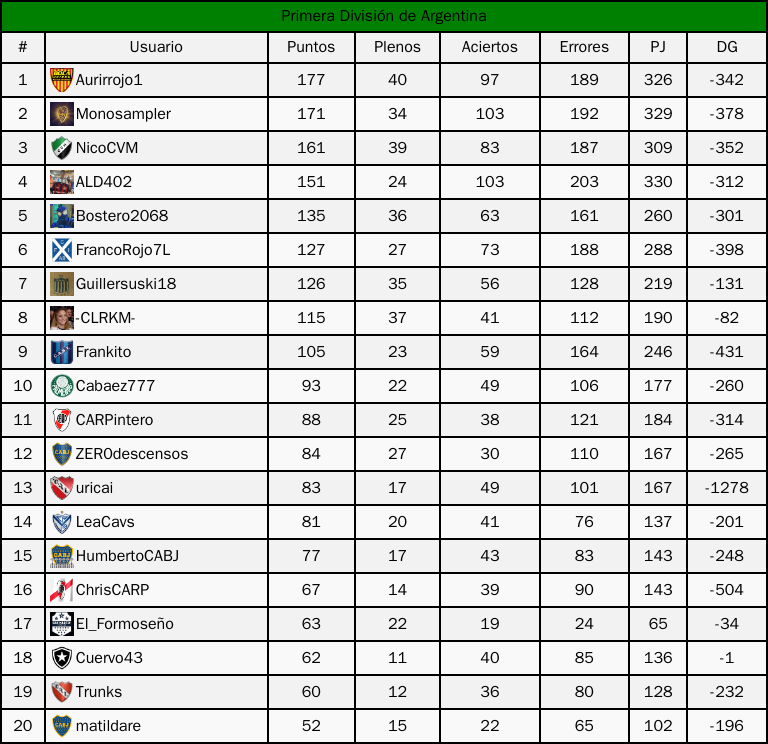 Primera División de Argentina
# Usuario Puntos Plenos Aciertos Errores PJ DG
1 Aurirrojo1 177 40 97 189 326 -342
2 Monosampler 171 34 103 192 329 -378
3 NicoCVM 161 39 83 187 309 -352
4 ALD402 151 24 103 203 330 -312
5 Bostero2068 135 36 63 161 260 -301
6 FrancoRojo7L 127 27 73 188 288 -398
7 Guillersuski18 126 35 56 128 219 -131
8 -CLRKM- 115 37 41 112 190 -82
9 Frankito 105 23 59 164 246 -431
10 Cabaez777 93 22 49 106 177 -260
11 CARPintero 88 25 38 121 184 -314
12 ZEROdescensos 84 27 30 110 167 -265
13 uricai 83 17 49 101 167 -1278
14 LeaCavs 81 20 41 76 137 -201
15 HumbertoCABJ 77 17 43 83 143 -248
16 ChrisCARP 67 14 39 90 143 -504
17 El_Formoseño 63 22 19 24 65 -34
18 Cuervo43 62 11 40 85 136 -1
19 Trunks 60 12 36 80 128 -232
20 matildare 52 15 22 65 102 -196